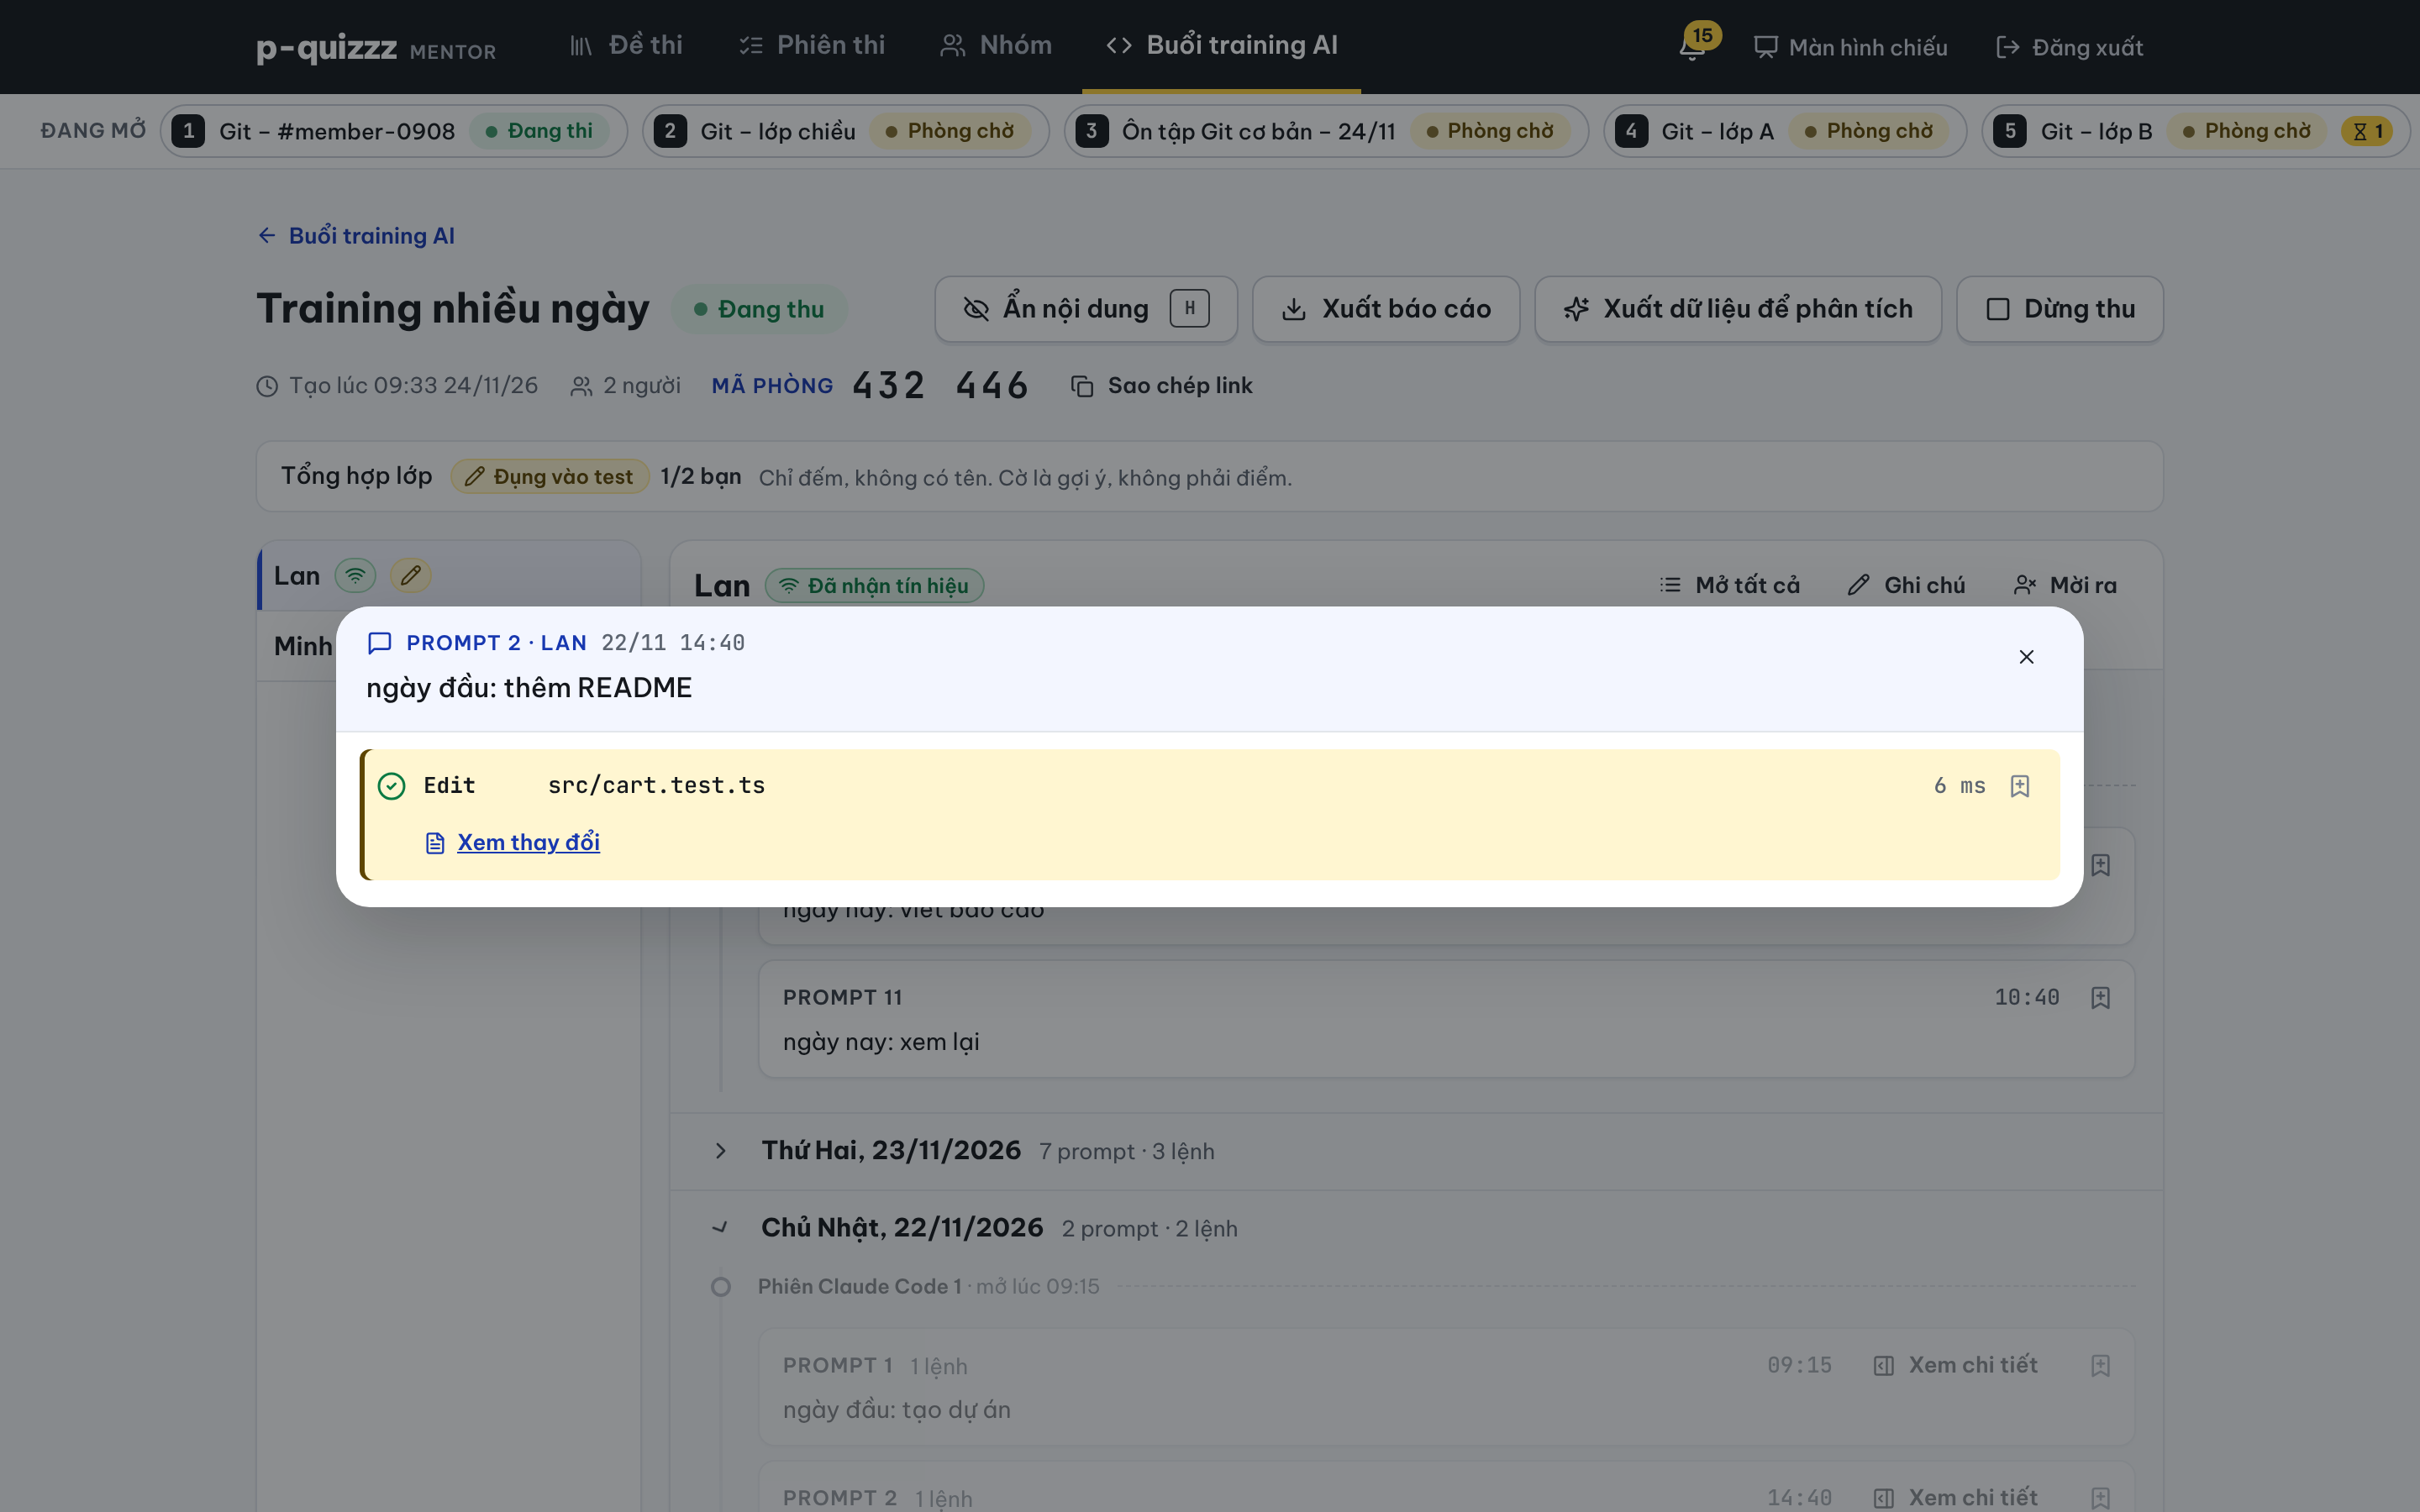 p-quizzz MENTOR Đề thi Phiên thi Nhóm Buổi training AI 15 Màn hình chiếu Đăng xuất
ĐANG MỞ 1 Git – #member-0908 Đang thi 2 Git – lớp chiều Phòng chờ 3 Ôn tập Git cơ bản – 24/11 Phòng chờ 4 Git – lớp A Phòng chờ 5 Git – lớp B Phòng chờ 1
Buổi training AI
Training nhiều ngày Đang thu Ẩn nội dung H Xuất báo cáo Xuất dữ liệu để phân tích Dừng thu
Tạo lúc 09:33 24/11/26 2 người MÃ PHÒNG 432 446 Sao chép link
Tổng hợp lớp Đụng vào test 1/2 bạn Chỉ đếm, không có tên. Cờ là gợi ý, không phải điểm.
Lan
Minh
Lan Đã nhận tín hiệu Mở tất cả Ghi chú Mời ra
PROMPT 2 · LAN 22/11 14:40
ngày đầu: thêm README
Edit src/cart.test.ts 6 ms
Xem thay đổi
ngày nay: viết báo cáo
PROMPT 11 10:40
ngày nay: xem lại
Thứ Hai, 23/11/2026 7 prompt · 3 lệnh
Chủ Nhật, 22/11/2026 2 prompt · 2 lệnh
Phiên Claude Code 1 · mở lúc 09:15
PROMPT 1 1 lệnh 09:15 Xem chi tiết
ngày đầu: tạo dự án
PROMPT 2 1 lệnh 14:40 Xem chi tiết